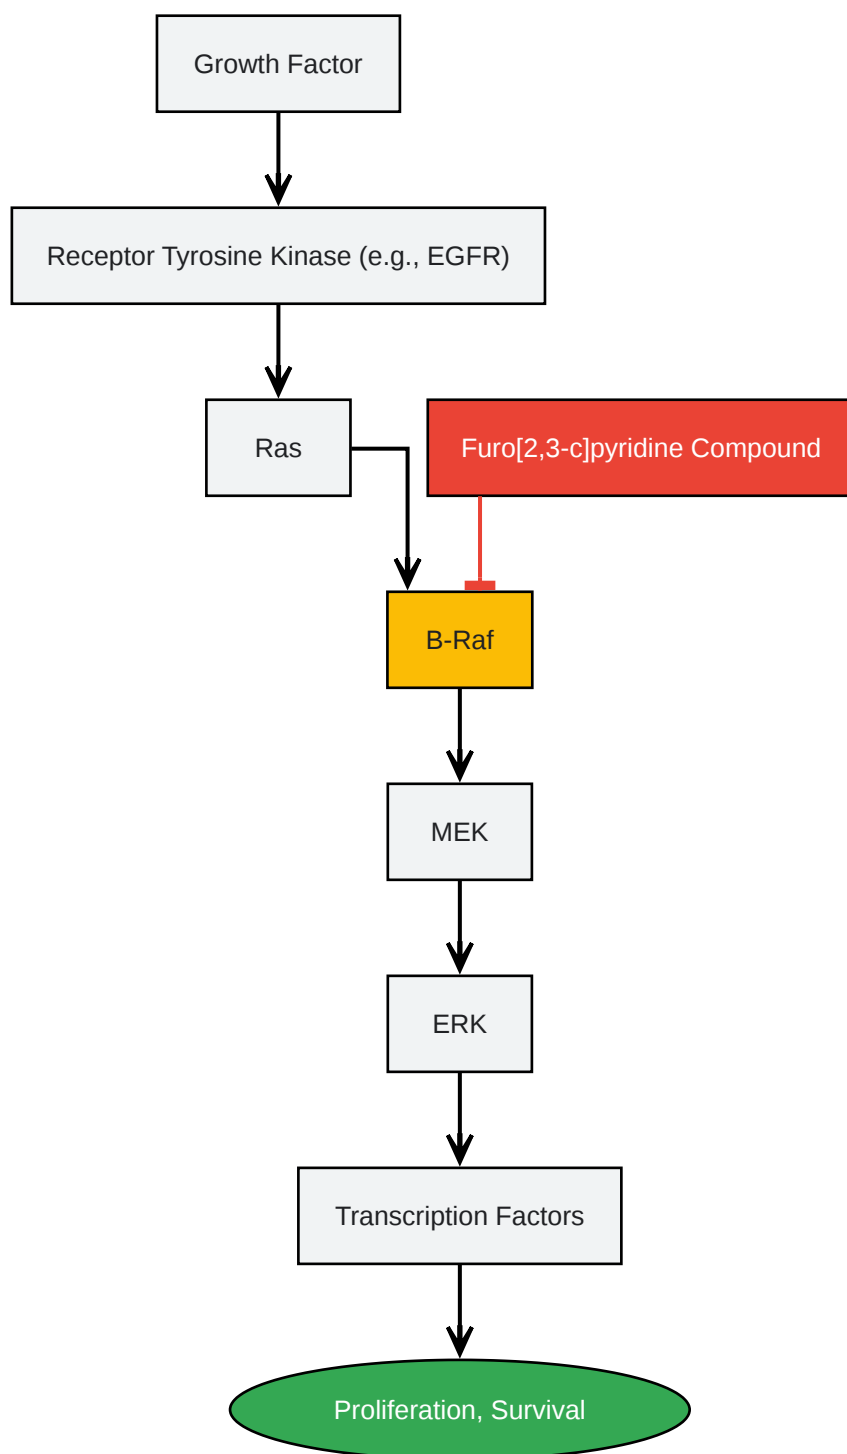 Growth Factor
Receptor Tyrosine Kinase (e.g., EGFR)
Ras
Furo[2,3-c]pyridine Compound
B-Raf
MEK
ERK
Transcription Factors
Proliferation, Survival